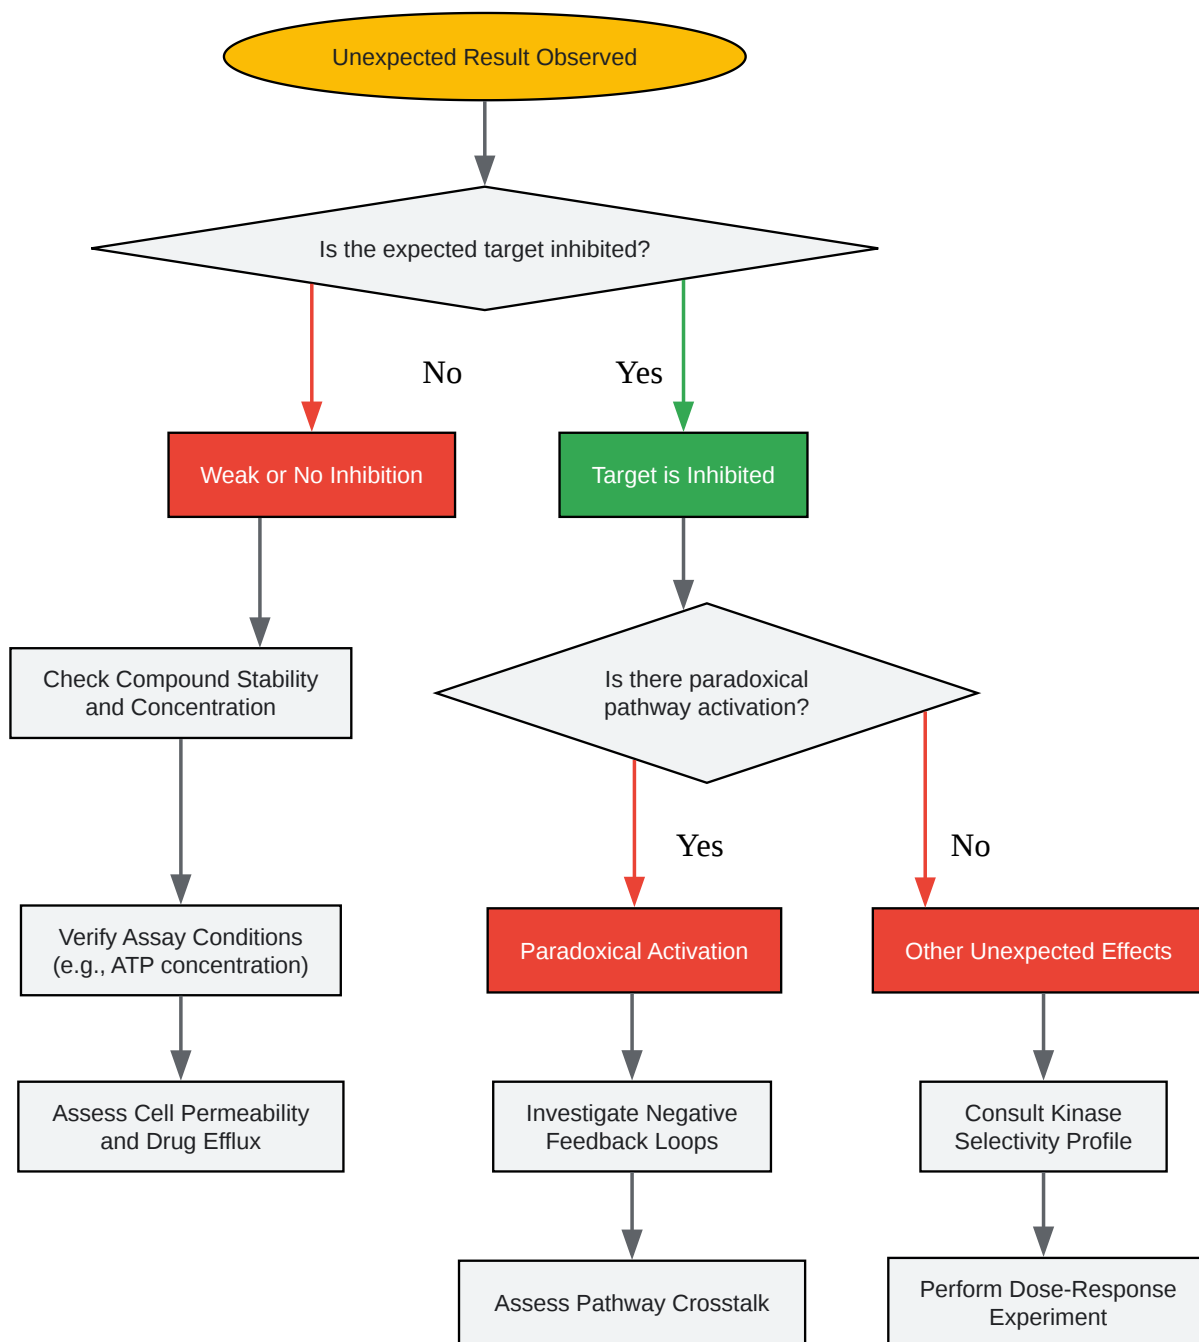 Unexpected Result Observed
Is the expected target inhibited?
No
Yes
Weak or No Inhibition
Target is Inhibited
Check Compound Stability
and Concentration
Is there paradoxical
pathway activation?
Yes
No
Verify Assay Conditions
(e.g., ATP concentration)
Paradoxical Activation
Other Unexpected Effects
Assess Cell Permeability
and Drug Efflux
Investigate Negative
Feedback Loops
Consult Kinase
Selectivity Profile
Assess Pathway Crosstalk
Perform Dose-Response
Experiment